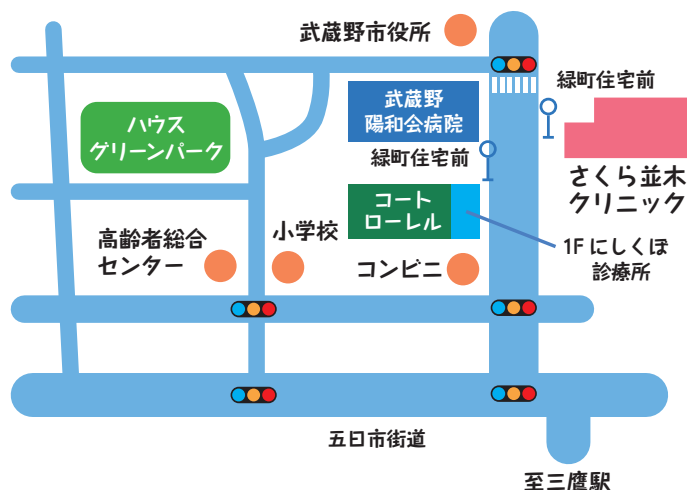 武蔵野市役所
緑町住宅前
武蔵野
陽和会病院
ハウス
グリーンパーク
緑町住宅前
さくら並木
クリニック
コート
ローレル
小学校
高齢者総合
センター
コンビニ
1Fにしくぼ
診療所
五日市街道
至三鷹駅